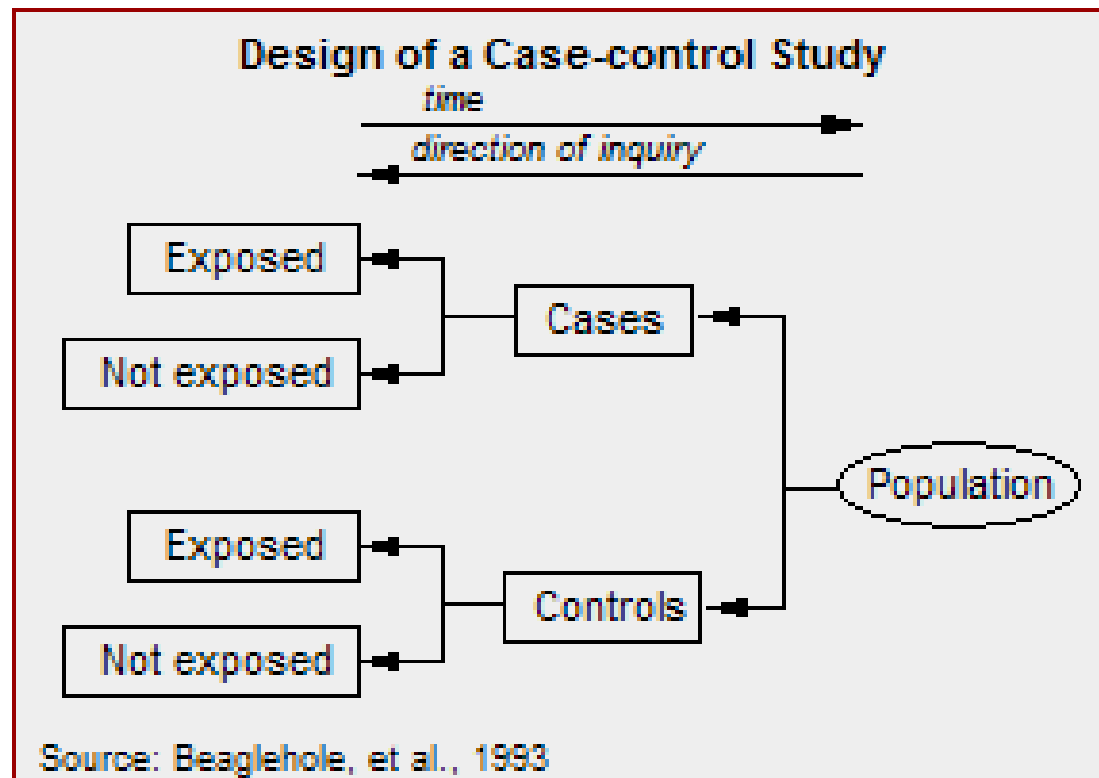 Design of a Case-control Study
time
direction of inquiry
Exposed
Cases
Not exposed
Population
Exposed
Controls
Not exposed
Source: Beaglehole, et al., 1993